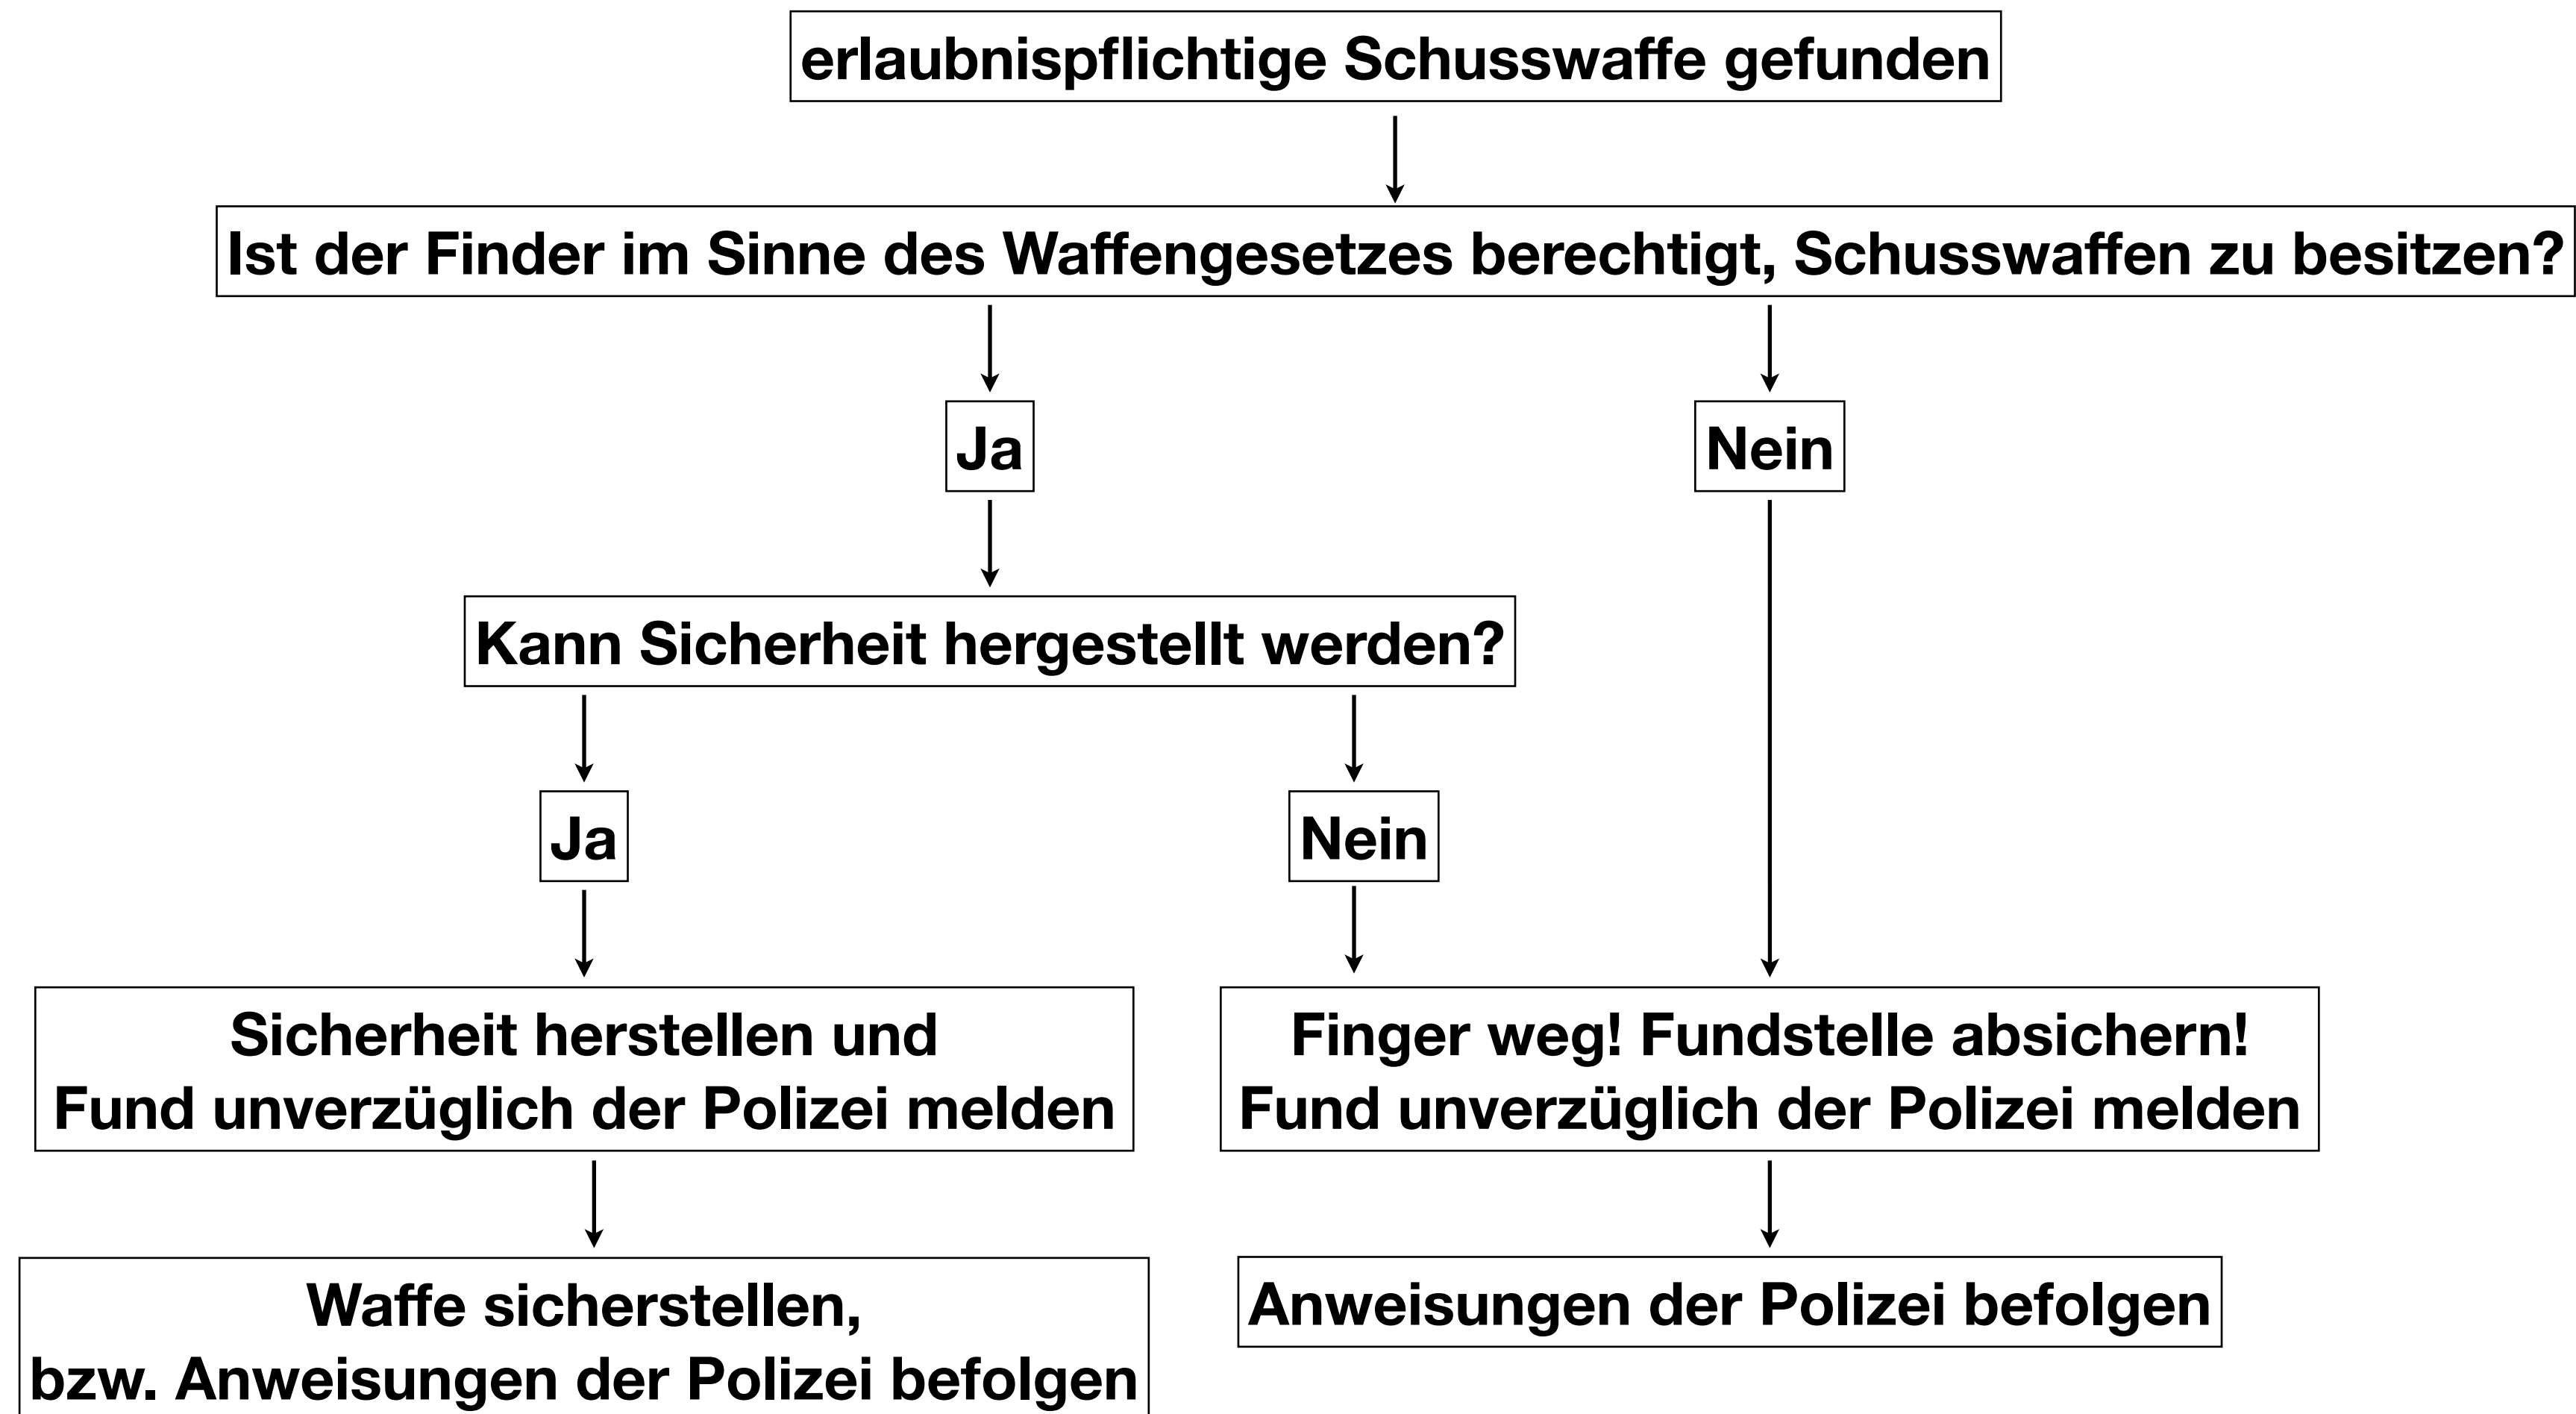 erlaubnispflichtige Schusswaffe gefunden
Ist der Finder im Sinne des Waffengesetzes berechtigt, Schusswaffen zu besitzen?
Ja
Nein
Kann Sicherheit hergestellt werden?
Ja
Nein
Sicherheit herstellen und
Fund unverzüglich der Polizei melden
Finger weg! Fundstelle absichern!
Fund unverzüglich der Polizei melden
Waffe sicherstellen,
bzw. Anweisungen der Polizei befolgen
Anweisungen der Polizei befolgen